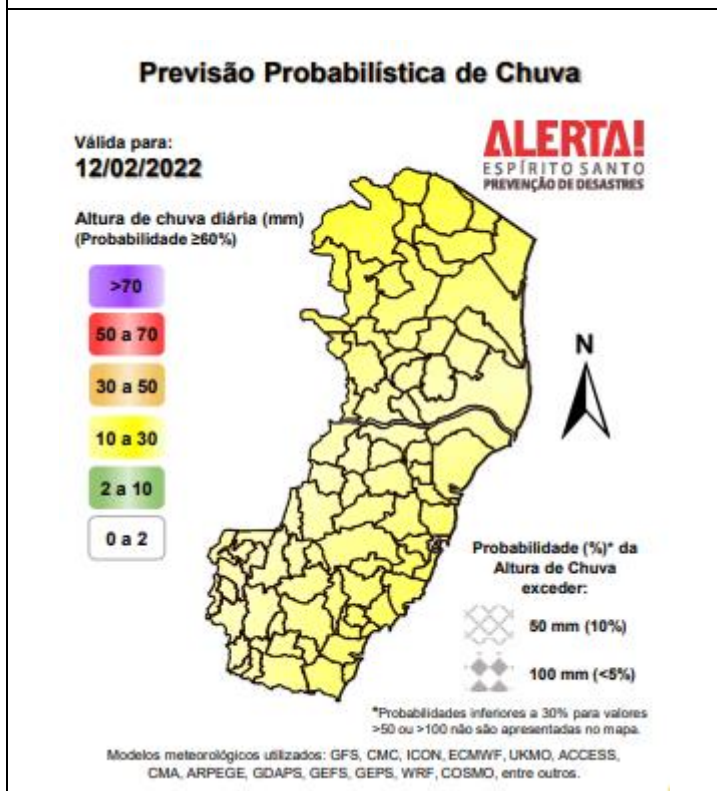 Previsão Probabilística de Chuva
Válida para:
12/02/2022
ALERTA!
ESPÍRITO SANTO
PREVENÇÃO DE DESASTRES
Altura de chuva diária (mm)
(Probabilidade ≥60%)
>70
50 a 70
30 a 50
10 a 30
2 a 10
0 a 2
N
Probabilidade (%)* da
Altura de Chuva
exceder:
50 mm (10%)
100 mm (<5%)
*Probabilidades inferiores a 30% para valores
>50 ou >100 não são apresentadas no mapa.
Modelos meteorológicos utilizados: GFS, CMC, ICON, ECMWF, UKMO, ACCESS,
CMA, ARPEGE, GDAPS, GEFS, GEPS, WRF, COSMO, entre outros.